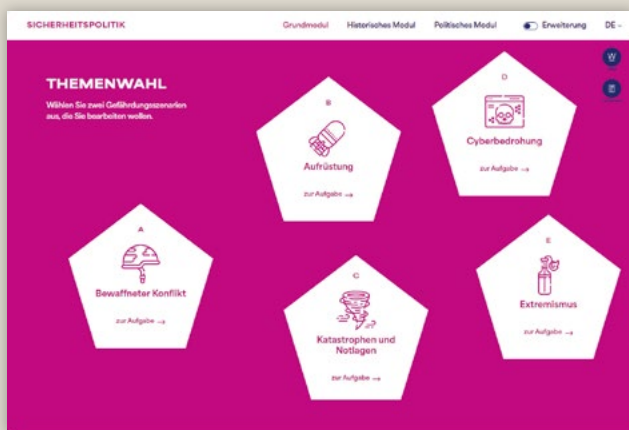 SICHERHEITSPOLITIK
Grundmodul
Historisches Modul
Politisches Modul
Erweiterung
DE
THEMENWAHL
Wählen Sie zwei Gefährdungsszenarien
aus, die Sie bearbeiten wollen.
A
Bewaffneter Konflikt
zur Aufgabe →
B
Aufrüstung
zur Aufgabe →
C
Katastrophen und
Notlagen
zur Aufgabe →
D
Cyberbedrohung
zur Aufgabe →
E
Extremismus
zur Aufgabe →